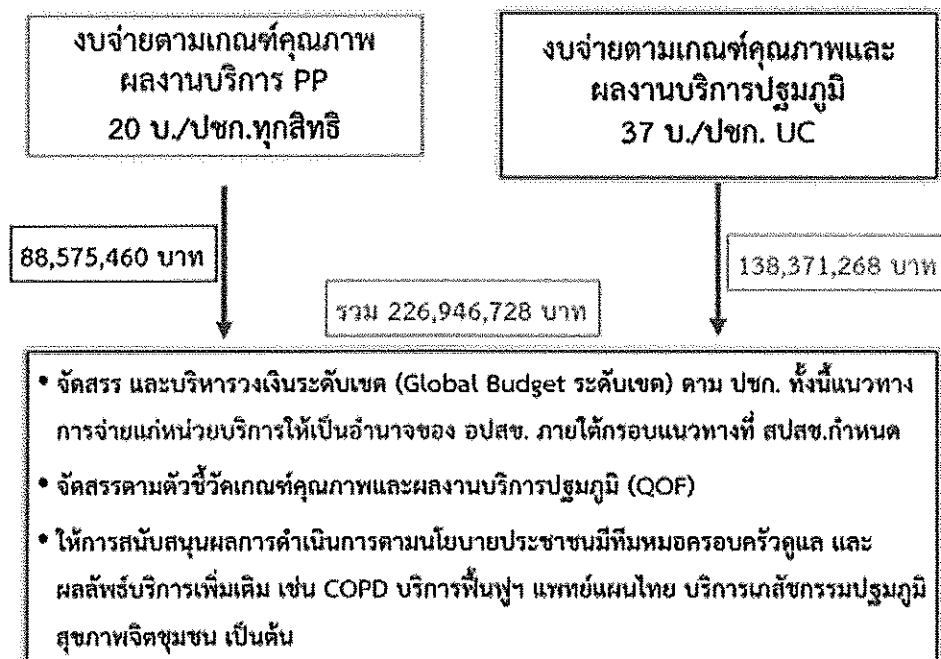 งบจ่ายตามเกณฑ์คุณภาพ
ผลงานบริการ PP
20 บ./ปชก.ทุกสิทธิ
งบจ่ายตามเกณฑ์คุณภาพและ
ผลงานบริการปฐมภูมิ
37 บ./ปชก. UC
88,575,460 บาท
138,371,268 บาท
รวม 226,946,728 บาท
• จัดสรร และบริหารวงเงินระดับเขต (Global Budget ระดับเขต) ตาม ปชก. ทั้งนี้แนวทาง
การจ่ายแก่หน่วยบริการให้เป็นอำนาจของ อปสข. ภายใต้กรอบแนวทางที่ สปสช.กำหนด
• จัดสรรตามตัวชี้วัดเกณฑ์คุณภาพและผลงานบริการปฐมภูมิ (QOF)
• ให้การสนับสนุนผลการดำเนินการตามนโยบายประชาชนมีทีมหมอครอบครัวดูแล และ
ผลลัพธ์บริการเพิ่มเติม เช่น COPD บริการฟื้นฟูฯ แพทย์แผนไทย บริการเภสัชกรรมปฐมภูมิ
สุขภาพจิตชุมชน เป็นต้น